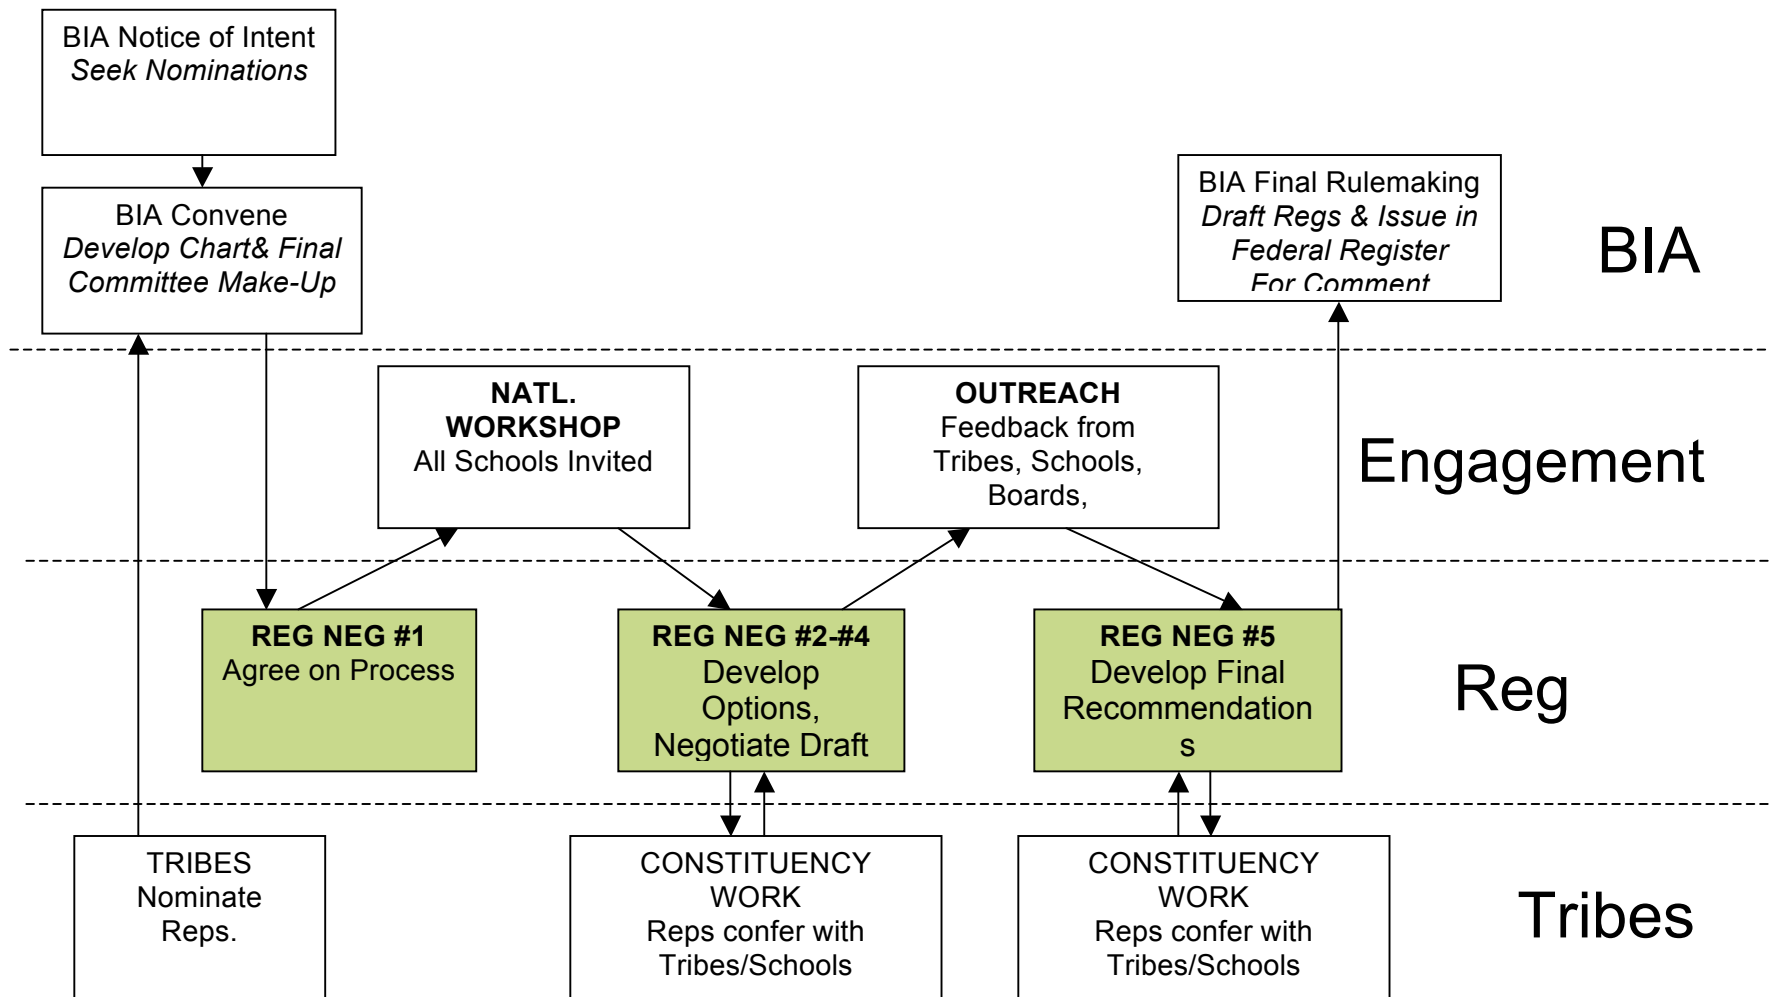 BIA Notice of Intent
Seek Nominations
BIA Convene
Develop Chart& Final
Committee Make-Up
BIA Final Rulemaking
Draft Regs & Issue in
Federal Register
For Comment
BIA
NATL.
WORKSHOP
All Schools Invited
OUTREACH
Feedback from
Tribes, Schools,
Boards,
Engagement
REG NEG #1
Agree on Process
REG NEG #2-#4
Develop
Options,
Negotiate Draft
REG NEG #5
Develop Final
Recommendation
s
Reg
TRIBES
Nominate
Reps.
CONSTITUENCY
WORK
Reps confer with
Tribes/Schools
CONSTITUENCY
WORK
Reps confer with
Tribes/Schools
Tribes